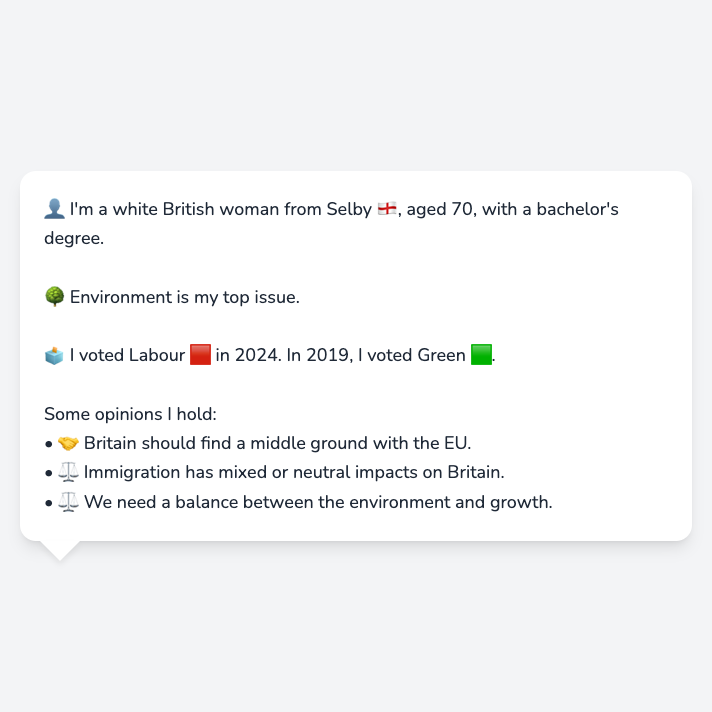 👤 I'm a white British woman from Selby 🏴󠁧󠁢󠁥󠁮󠁧󠁿, aged 70, with a bachelor's
degree.
🌳 Environment is my top issue.
🗳️ I voted Labour 🟥 in 2024. In 2019, I voted Green 🟩.
Some opinions I hold:
• 🤝 Britain should find a middle ground with the EU.
• ⚖️ Immigration has mixed or neutral impacts on Britain.
• ⚖️ We need a balance between the environment and growth.